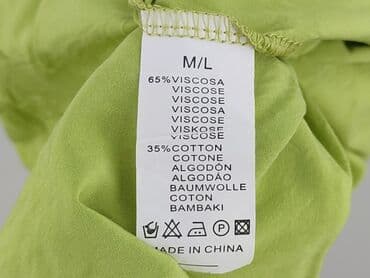 M/L
65% VISCOSA
VISCOSE
VISCOSE
VISCOSA
VISCOSE
VISKOSE
VISCOSE
35% COTTON
COTONE
ALGODÓN
ALGODÃO
BAUMWOLLE
COTON
BAMBAKI
P
MADE IN CHINA